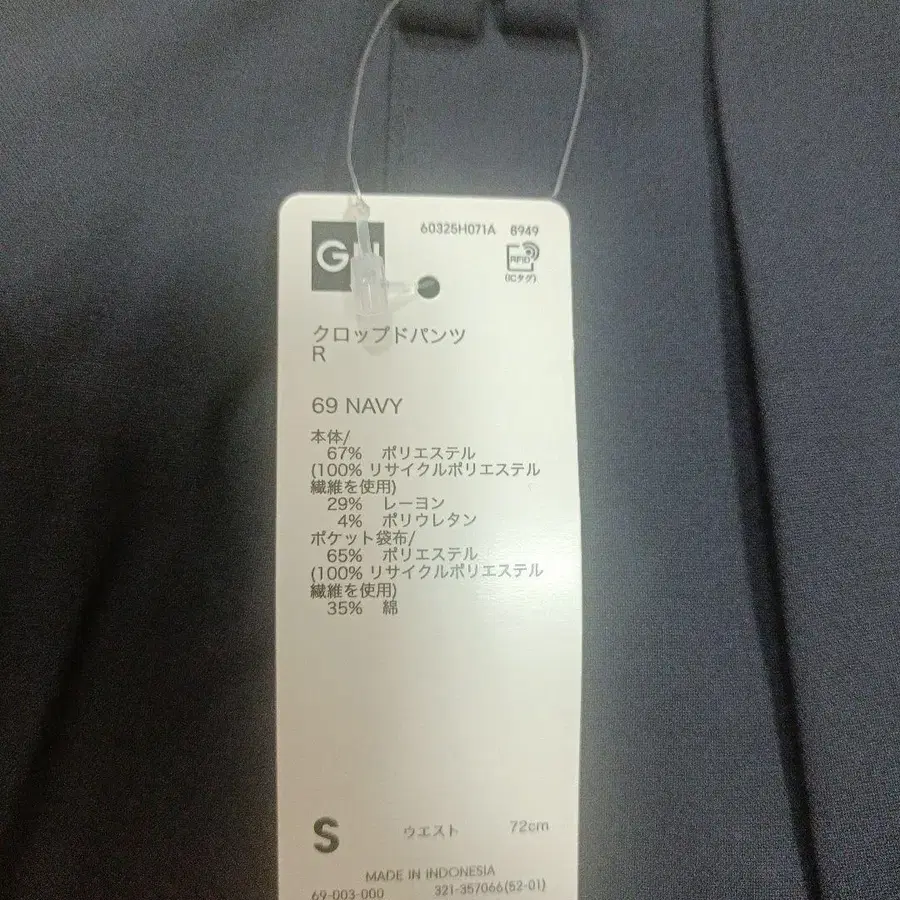 60325H071A 8949
GU
RFID
(ICタグ)
クロップドパンツ
R
69 NAVY
本体/
67% ポリエステル
(100% リサイクルポリエステル
繊維を使用)
29% レーヨン
4% ポリウレタン
ポケット袋布/
65% ポリエステル
(100% リサイクルポリエステル
繊維を使用)
35% 綿
S ウエスト 72cm
MADE IN INDONESIA
69-003-000 321-357066(52-01)